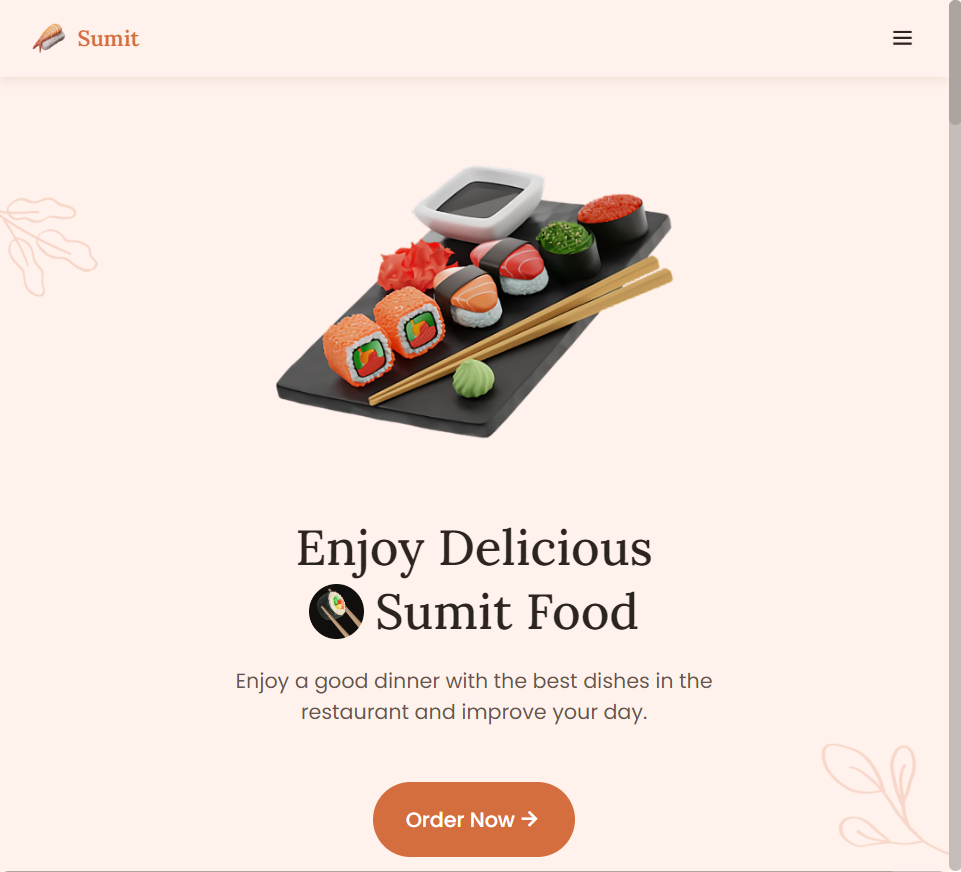 Sumit
Enjoy Delicious
Sumit Food
Enjoy a good dinner with the best dishes in the
restaurant and improve your day.
Order Now →